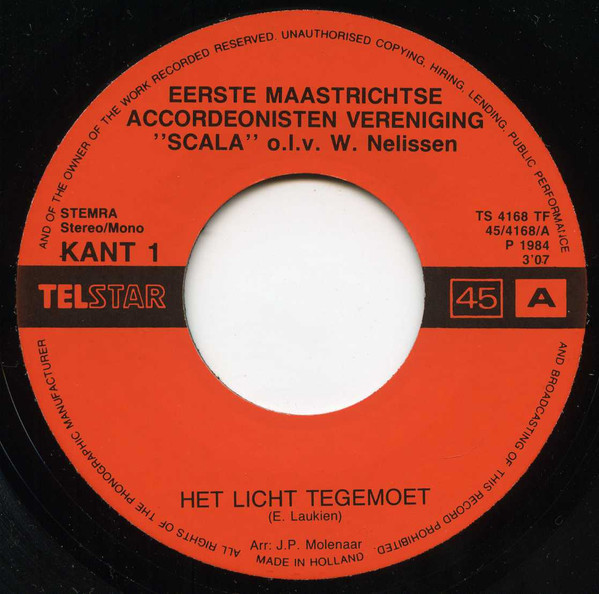 ALL RIGHTS OF THE PHONOGRAPHIC MANUFACTURER AND OF THE OWNER OF THE WORK RECORDED RESERVED. UNAUTHORISED COPYING, HIRING, LENDING, PUBLIC PERFORMANCE AND BROADCASTING OF THIS RECORD PROHIBITED.
EERSTE MAASTRICHTSE
ACCORDEONISTEN VERENIGING
''SCALA'' o.l.v. W. Nelissen
STEMRA
Stereo/Mono
KANT 1
TS 4168 TF
45/4168/A
P 1984
3'07
TELSTAR
45 A
HET LICHT TEGEMOET
(E. Laukien)
Arr: J.P. Molenaar
MADE IN HOLLAND